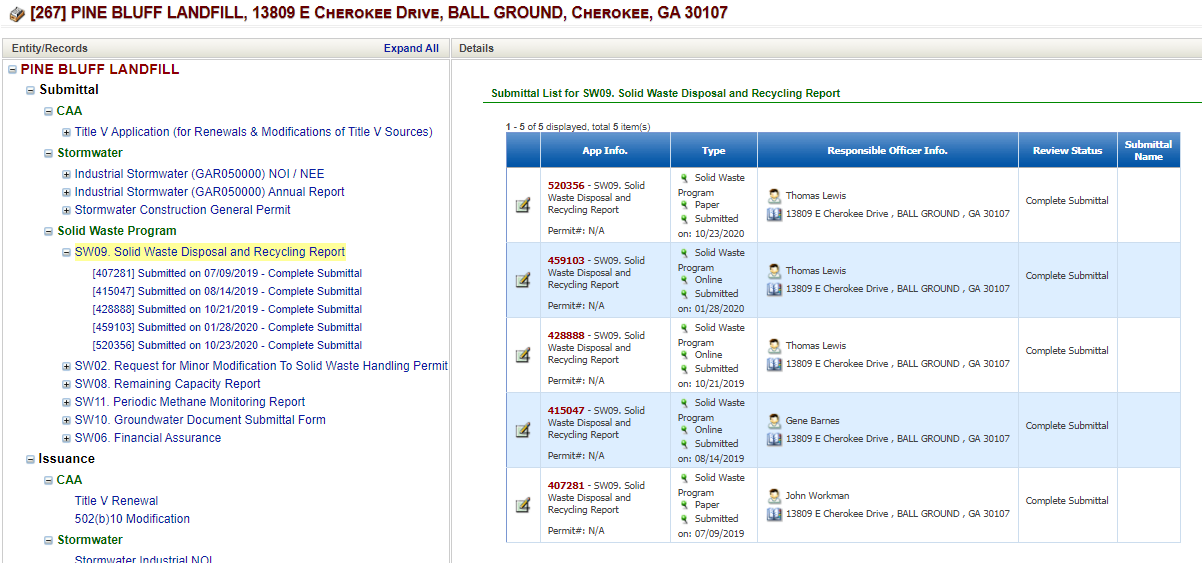 [267] PINE BLUFF LANDFILL, 13809 E CHEROKEE DRIVE, BALL GROUND, CHEROKEE, GA 30107
Entity/Records
Expand All
PINE BLUFF LANDFILL
Submittal
CAA
Title V Application (for Renewals & Modifications of Title V Sources)
Stormwater
Industrial Stormwater (GAR050000) NOI / NEE
Industrial Stormwater (GAR050000) Annual Report
Stormwater Construction General Permit
Solid Waste Program
SW09. Solid Waste Disposal and Recycling Report
[407281] Submitted on 07/09/2019 - Complete Submittal
[415047] Submitted on 08/14/2019 - Complete Submittal
[428888] Submitted on 10/21/2019 - Complete Submittal
[459103] Submitted on 01/28/2020 - Complete Submittal
[520356] Submitted on 10/23/2020 - Complete Submittal
SW02. Request for Minor Modification To Solid Waste Handling Permit
SW08. Remaining Capacity Report
SW11. Periodic Methane Monitoring Report
SW10. Groundwater Document Submittal Form
SW06. Financial Assurance
Issuance
CAA
Title V Renewal
502(b)10 Modification
Stormwater
Stormwater Industrial NOI
Details
Submittal List for SW09. Solid Waste Disposal and Recycling Report
1 - 5 of 5 displayed, total 5 item(s)
App Info.
Type
Responsible Officer Info.
Review Status
Submittal
Name
520356 - SW09. Solid
Waste Disposal and
Recycling Report
Permit#: N/A
Solid Waste
Program
Paper
Submitted
on: 10/23/2020
Thomas Lewis
13809 E Cherokee Drive , BALL GROUND , GA 30107
Complete Submittal
459103 - SW09. Solid
Waste Disposal and
Recycling Report
Permit#: N/A
Solid Waste
Program
Online
Submitted
on: 01/28/2020
Thomas Lewis
13809 E Cherokee Drive , BALL GROUND , GA 30107
Complete Submittal
428888 - SW09. Solid
Waste Disposal and
Recycling Report
Permit#: N/A
Solid Waste
Program
Online
Submitted
on: 10/21/2019
Thomas Lewis
13809 E Cherokee Drive , BALL GROUND , GA 30107
Complete Submittal
415047 - SW09. Solid
Waste Disposal and
Recycling Report
Permit#: N/A
Solid Waste
Program
Online
Submitted
on: 08/14/2019
Gene Barnes
13809 E Cherokee Drive , BALL GROUND , GA 30107
Complete Submittal
407281 - SW09. Solid
Waste Disposal and
Recycling Report
Permit#: N/A
Solid Waste
Program
Paper
Submitted
on: 07/09/2019
John Workman
13809 E Cherokee Drive , BALL GROUND , GA 30107
Complete Submittal